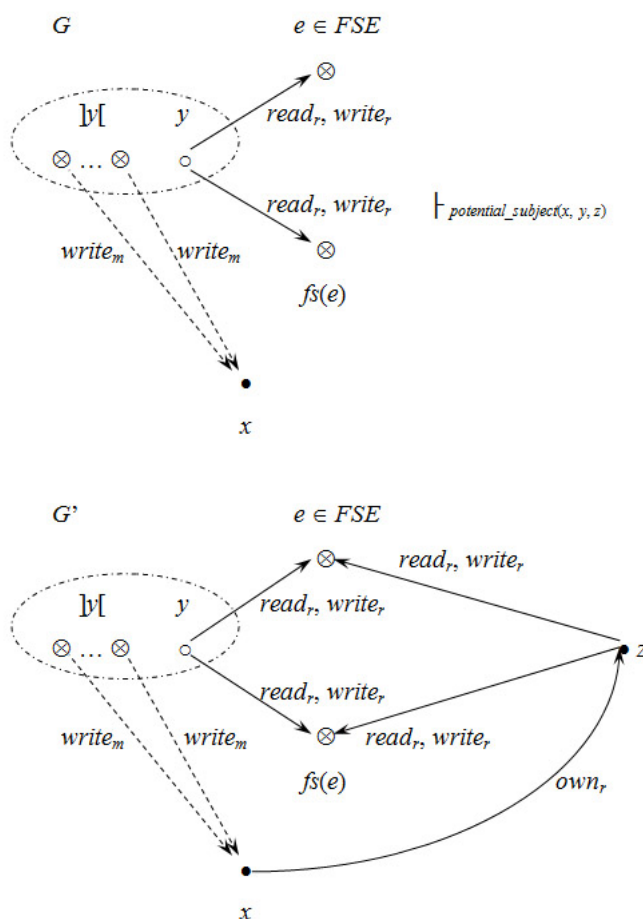 G e ∈ FSE
]y[ y
⊗ … ⊗
read_r, write_r
read_r, write_r ⊢ potential_subject(x, y, z)
write_m write_m
fs(e)
x
G’ e ∈ FSE
read_r, write_r
]y[ y
read_r, write_r
⊗ … ⊗ z
read_r, write_r
write_m write_m read_r, write_r
fs(e) own_r
x